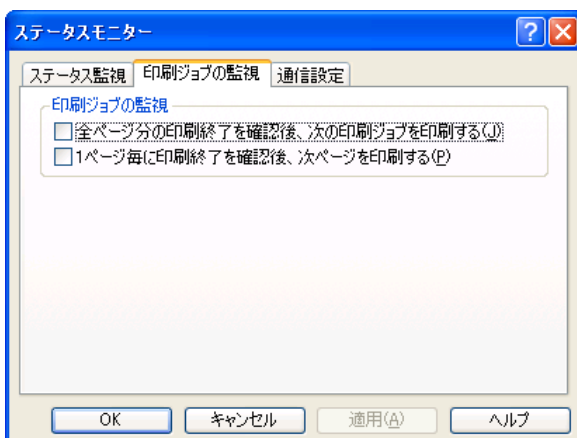 ステータスモニター
ステータス監視 印刷ジョブの監視 通信設定
印刷ジョブの監視
全ページ分の印刷終了を確認後、次の印刷ジョブを印刷する(J)
1ページ毎に印刷終了を確認後、次ページを印刷する(P)
OK キャンセル 適用(A) ヘルプ